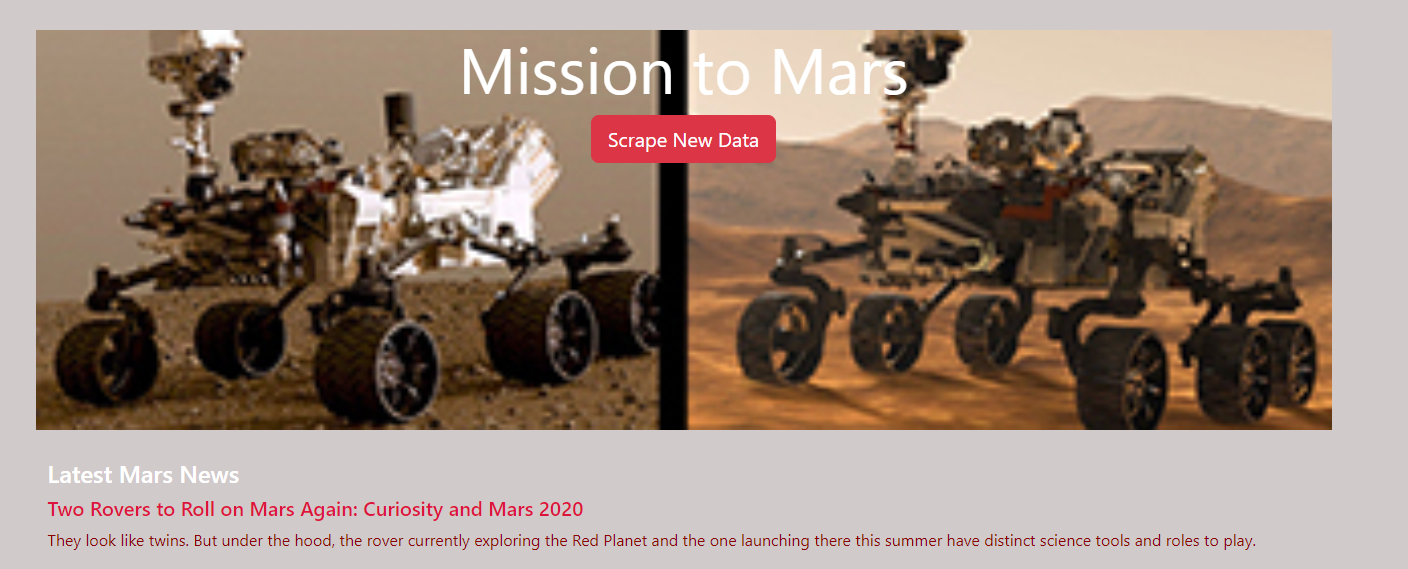 Mission to Mars
Scrape New Data
Latest Mars News
Two Rovers to Roll on Mars Again: Curiosity and Mars 2020
They look like twins. But under the hood, the rover currently exploring the Red Planet and the one launching there this summer have distinct science tools and roles to play.